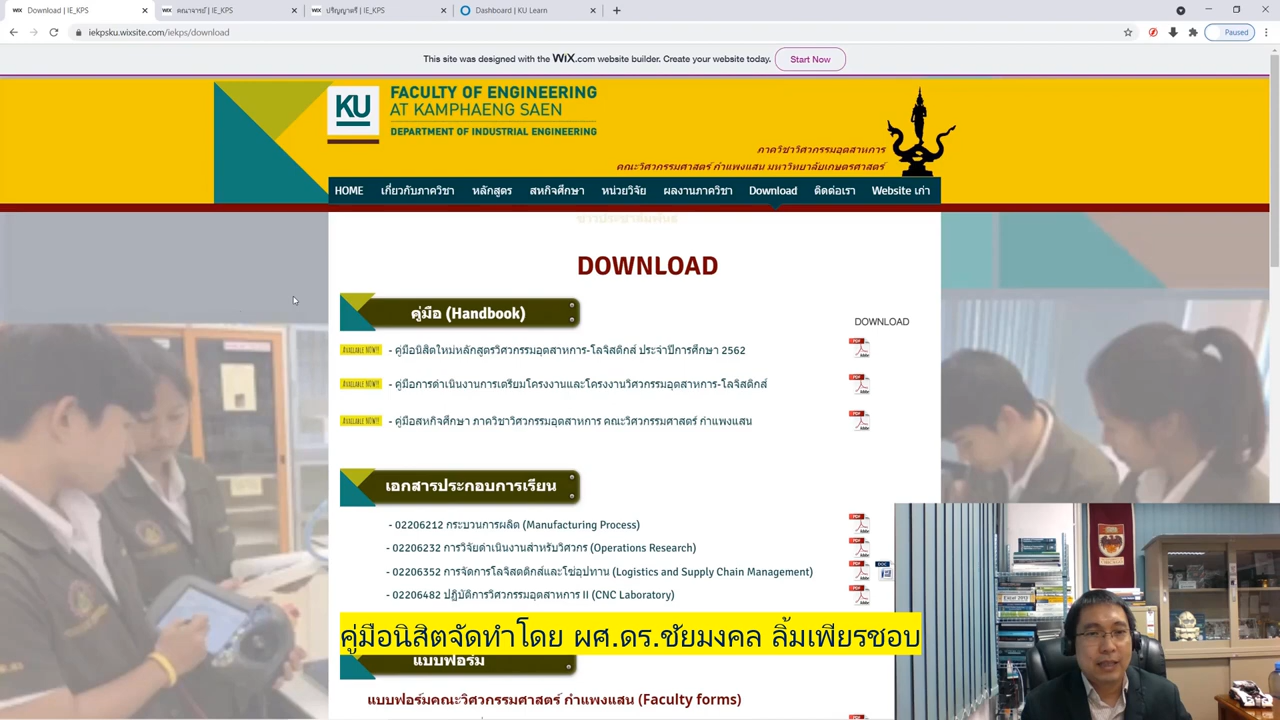 Download | IE_KPS
คณาจารย์ | IE_KPS
ปริญญาตรี | IE_KPS
Dashboard | KU Learn
iekpsku.wixsite.com/iekps/download
Paused
This site was designed with the WiX.com website builder. Create your website today.
Start Now
KU
FACULTY OF ENGINEERING
AT KAMPHAENG SAEN
DEPARTMENT OF INDUSTRIAL ENGINEERING
ภาควิชาวิศวกรรมอุตสาหการ
คณะวิศวกรรมศาสตร์ กำแพงแสน มหาวิทยาลัยเกษตรศาสตร์
HOME เกี่ยวกับภาควิชา หลักสูตร สหกิจศึกษา หน่วยวิจัย ผลงานภาควิชา Download ติดต่อเรา Website เก่า
ข่าวประชาสัมพันธ์
DOWNLOAD
คู่มือ (Handbook)
DOWNLOAD
AVAILABLE NOW!! - คู่มือนิสิตใหม่หลักสูตรวิศวกรรมอุตสาหการ-โลจิสติกส์ ประจำปีการศึกษา 2562
AVAILABLE NOW!! - คู่มือการดำเนินงานการเตรียมโครงงานและโครงงานวิศวกรรมอุตสาหการ-โลจิสติกส์
AVAILABLE NOW!! - คู่มือสหกิจศึกษา ภาควิชาวิศวกรรมอุตสาหการ คณะวิศวกรรมศาสตร์ กำแพงแสน
เอกสารประกอบการเรียน
- 02206212 กระบวนการผลิต (Manufacturing Process)
- 02206232 การวิจัยดำเนินงานสำหรับวิศวกร (Operations Research)
- 02206352 การจัดการโลจิสตดิกส์และโซ่อุปทาน (Logistics and Supply Chain Management)
- 02206482 ปฏิบัติการวิศวกรรมอุตสาหการ II (CNC Laboratory)
คู่มือนิสิตจัดทำโดย ผศ.ดร.ชัยมงคล ลิ้มเพียรชอบ
แบบฟอร์ม
แบบฟอร์มคณะวิศวกรรมศาสตร์ กำแพงแสน (Faculty forms)